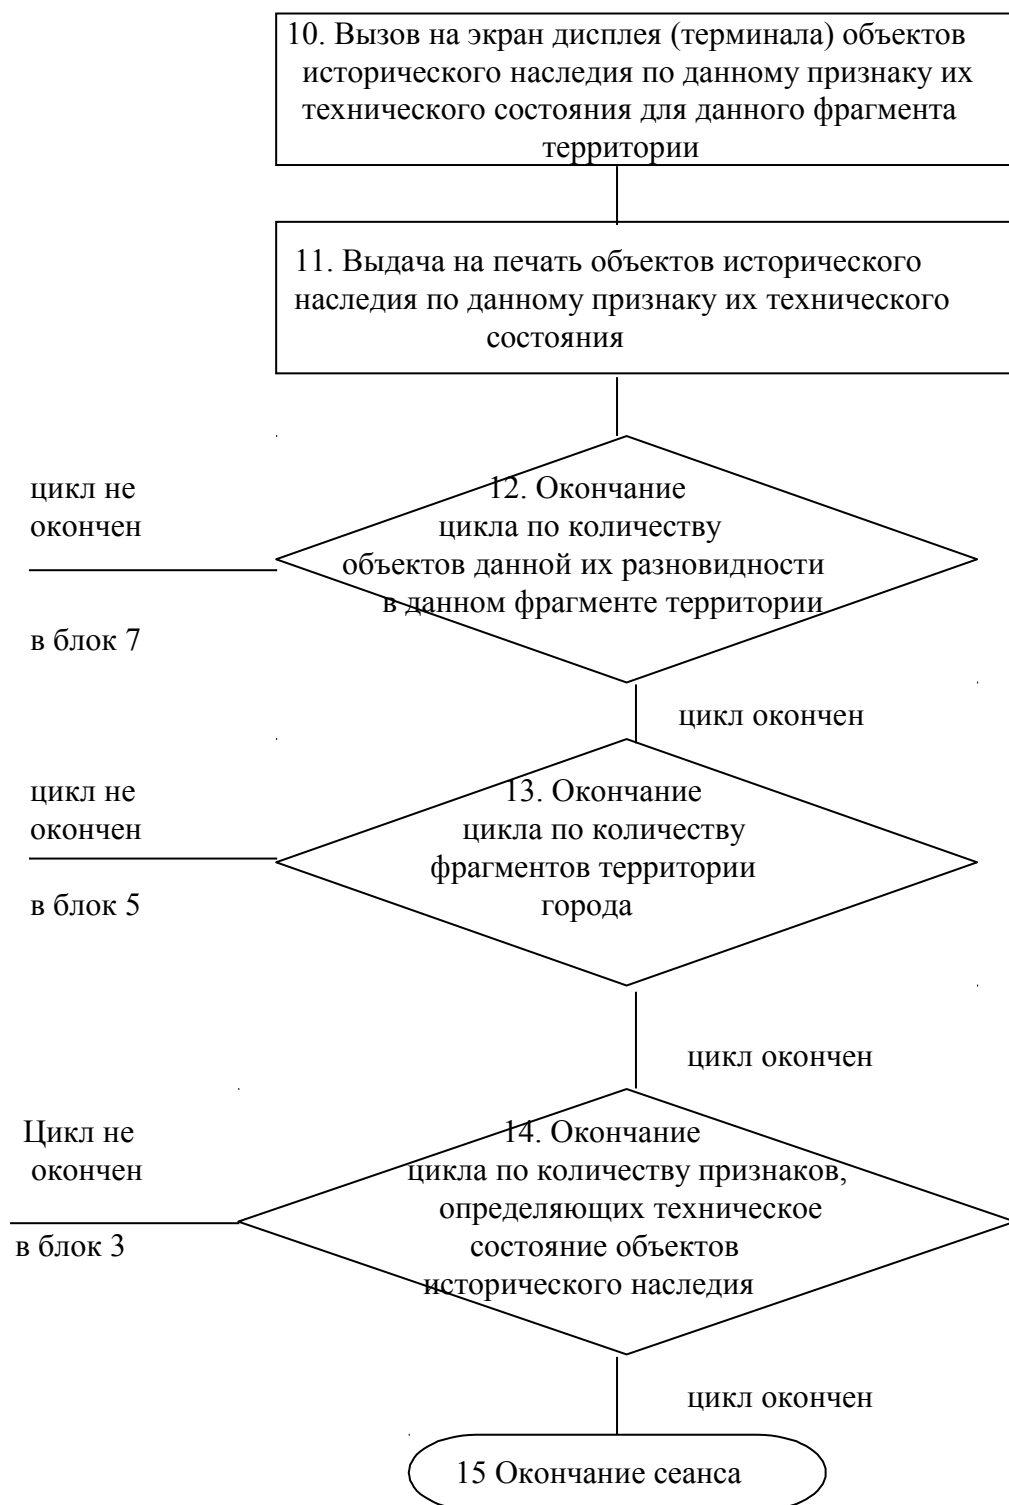 10. Вызов на экран дисплея (терминала) объектов
исторического наследия по данному признаку их
технического состояния для данного фрагмента
территории
11. Выдача на печать объектов исторического
наследия по данному признаку их технического
состояния
цикл не
окончен
12. Окончание
цикла по количеству
объектов данной их разновидности
в данном фрагменте территории
в блок 7
цикл окончен
цикл не
окончен
13. Окончание
цикла по количеству
фрагментов территории
города
в блок 5
цикл окончен
Цикл не
окончен
14. Окончание
цикла по количеству признаков,
определяющих техническое
состояние объектов
исторического наследия
в блок 3
цикл окончен
15 Окончание сеанса